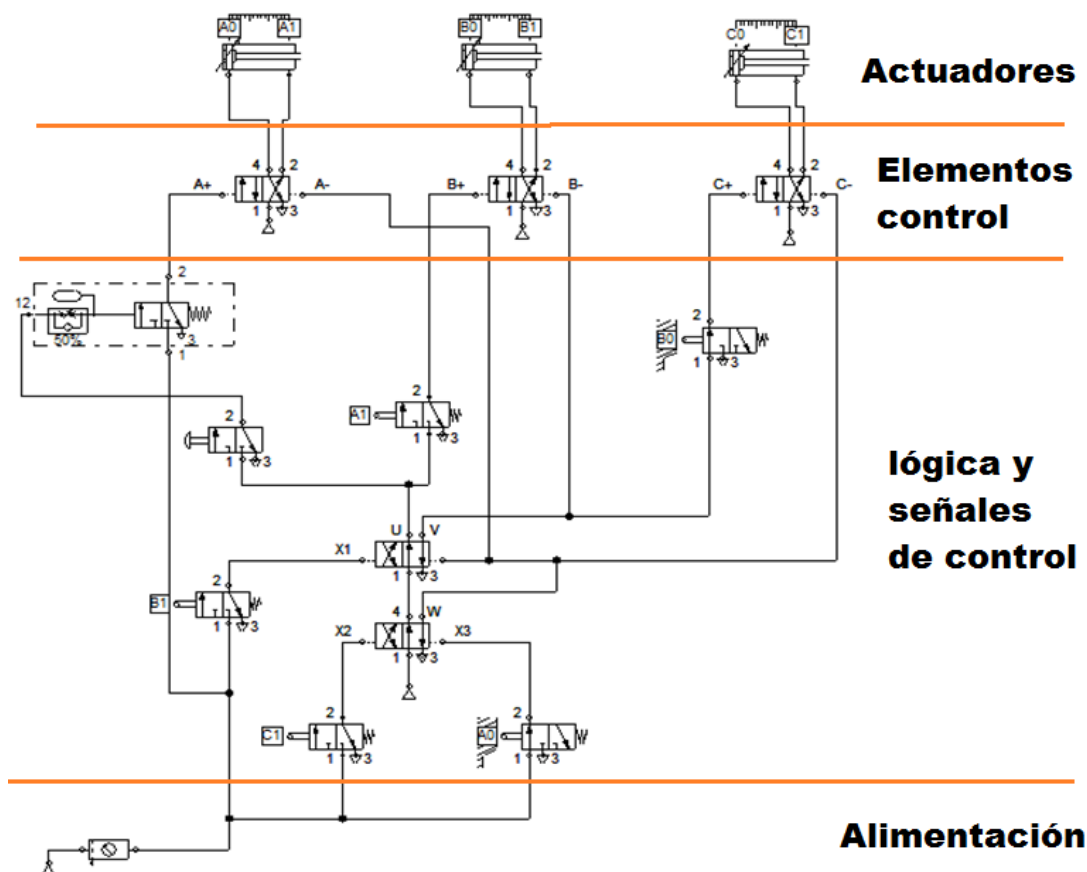 A0 A1 B0 B1 C0 C1
Actuadores
4 2 4 2 4 2
A+ A- B+ B- C+ C-
1 3 1 3 1 3
Elementos
control
2
12
50%
3
1
2
B0
1 3
2
A1
1 3
2
1 3
lógica y
señales
de control
U V
X1
1 3
2
B1
1 3
4 W
X2 X3
1 3
2
C1
1 3
2
A0
1 3
Alimentación